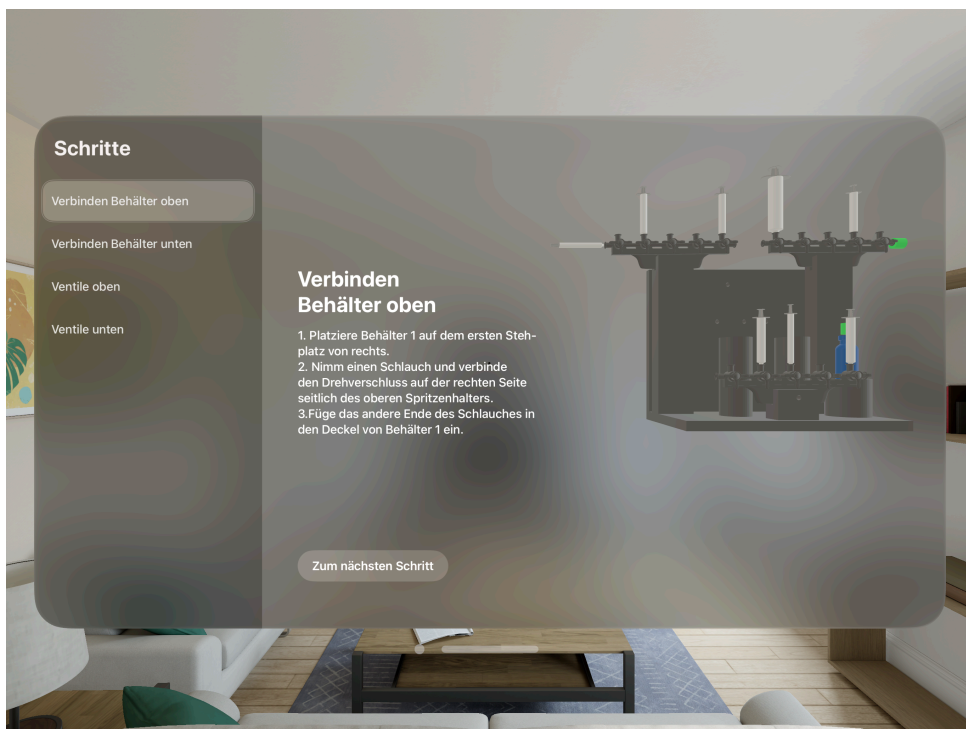 Schritte
Verbinden Behälter oben
Verbinden Behälter unten
Ventile oben
Ventile unten
Verbinden
Behälter oben
1. Platziere Behälter 1 auf dem ersten Steh-
platz von rechts.
2. Nimm einen Schlauch und verbinde
den Drehverschluss auf der rechten Seite
seitlich des oberen Spritzenhalters.
3.Füge das andere Ende des Schlauches in
den Deckel von Behälter 1 ein.
Zum nächsten Schritt